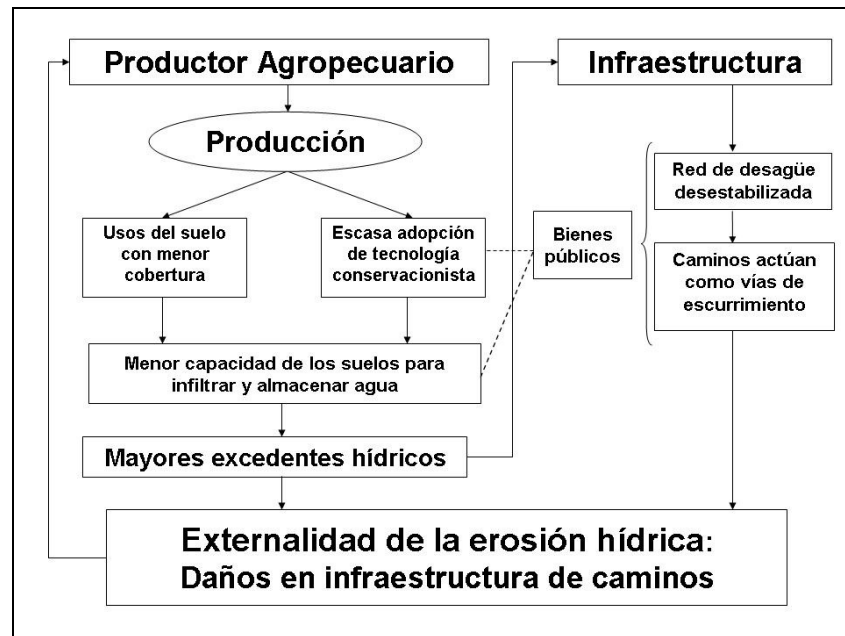 Productor Agropecuario
Infraestructura
Producción
Red de desagüe
desestabilizada
Usos del suelo
con menor
cobertura
Escasa adopción
de tecnología
conservacionista
Bienes
públicos
Caminos actúan
como vías de
escurrimiento
Menor capacidad de los suelos para
infiltrar y almacenar agua
Mayores excedentes hídricos
Externalidad de la erosión hídrica:
Daños en infraestructura de caminos